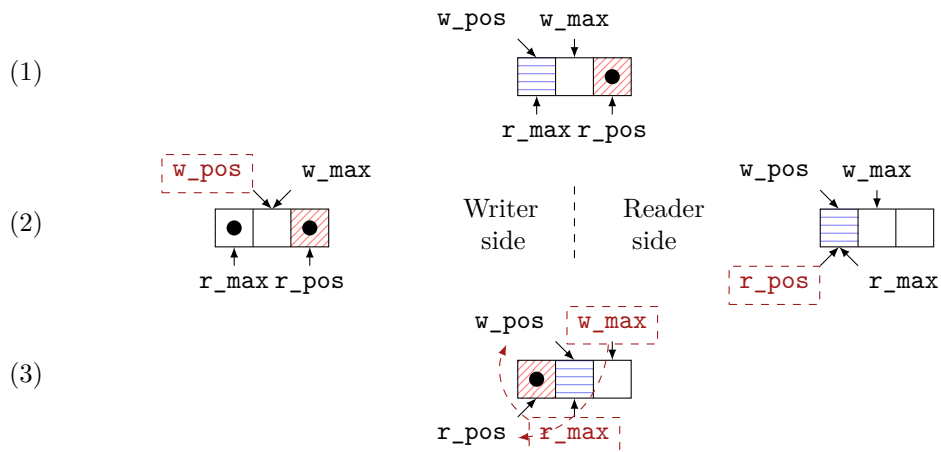 w_pos w_max
(1)
r_max r_pos
w_pos w_max w_pos w_max
(2) Writer side Reader side
r_max r_pos r_pos r_max
w_pos w_max
(3)
r_pos r_max